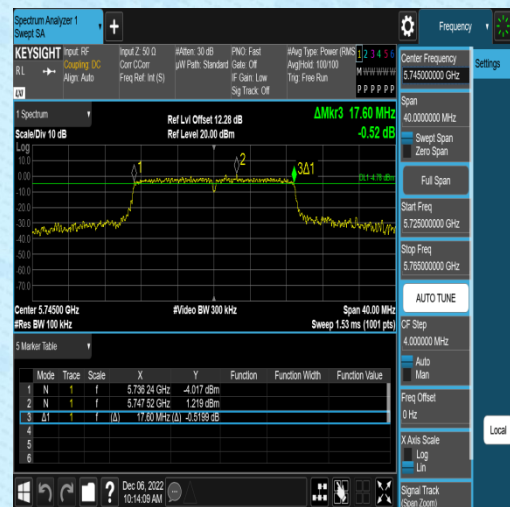 Spectrum Analyzer 1
Swept SA
Frequency
KEYSIGHT
RL
Input: RF
Coupling: DC
Align: Auto
Input Z: 50 Ω
Corr CCorr
Freq Ref: Int (S)
#Atten: 30 dB
µW Path: Standard
PNO: Fast
Gate: Off
IF Gain: Low
Sig Track: Off
#Avg Type: Power (RMS
Avg|Hold: 100/100
Trig: Free Run
1 2 3 4 5 6
M W W W W W
P P P P P P
1 Spectrum
Scale/Div 10 dB
Ref Lvl Offset 12.28 dB
Ref Level 20.00 dBm
ΔMkr3 17.60 MHz
-0.52 dB
Log
10.0
0.00
-10.0
-20.0
-30.0
-40.0
-50.0
-60.0
-70.0
1
2
3Δ1
DL1 -4.78 dBm
Center 5.74500 GHz
#Res BW 100 kHz
#Video BW 300 kHz
Span 40.00 MHz
Sweep 1.53 ms (1001 pts)
5 Marker Table
Mode Trace Scale X Y Function Function Width Function Value
1 N 1 f 5.736 24 GHz -4.017 dBm
2 N 1 f 5.747 52 GHz 1.219 dBm
3 Δ1 1 f (Δ) 17.60 MHz (Δ) -0.5199 dB
4
5
6
Dec 06, 2022
10:14:09 AM
Center Frequency
5.745000000 GHz
Settings
Span
40.0000000 MHz
Swept Span
Zero Span
Full Span
Start Freq
5.725000000 GHz
Stop Freq
5.765000000 GHz
AUTO TUNE
CF Step
4.000000 MHz
Auto
Man
Freq Offset
0 Hz
Local
X Axis Scale
Log
Lin
Signal Track
(Span Zoom)